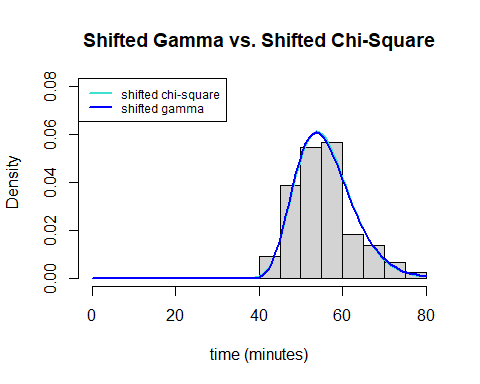 Shifted Gamma vs. Shifted Chi-Square
shifted chi-square
shifted gamma
Density
0.00
0.02
0.04
0.06
0.08
0
20
40
60
80
time (minutes)